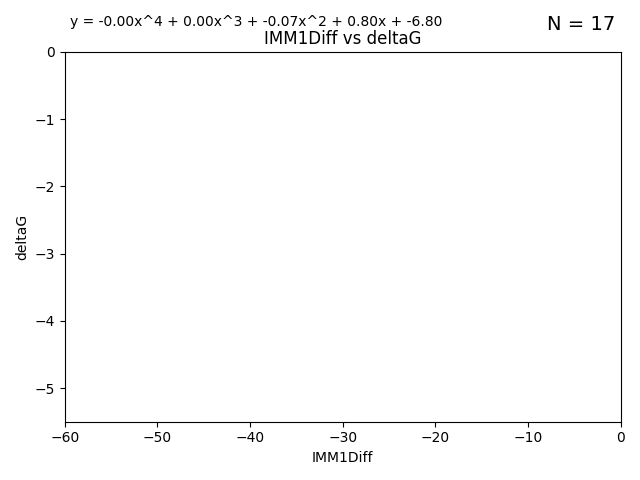 y = -0.00x^4 + 0.00x^3 + -0.07x^2 + 0.80x + -6.80
N = 17
IMM1Diff vs deltaG
0
−1
−2
−3
−4
−5
deltaG
−60 −50 −40 −30 −20 −10 0
IMM1Diff